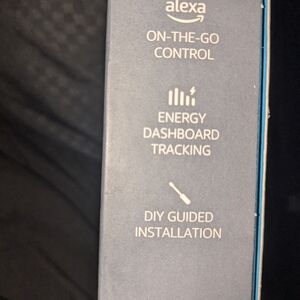 alexa
ON-THE-GO
CONTROL
ENERGY
DASHBOARD
TRACKING
DIY GUIDED
INSTALLATION